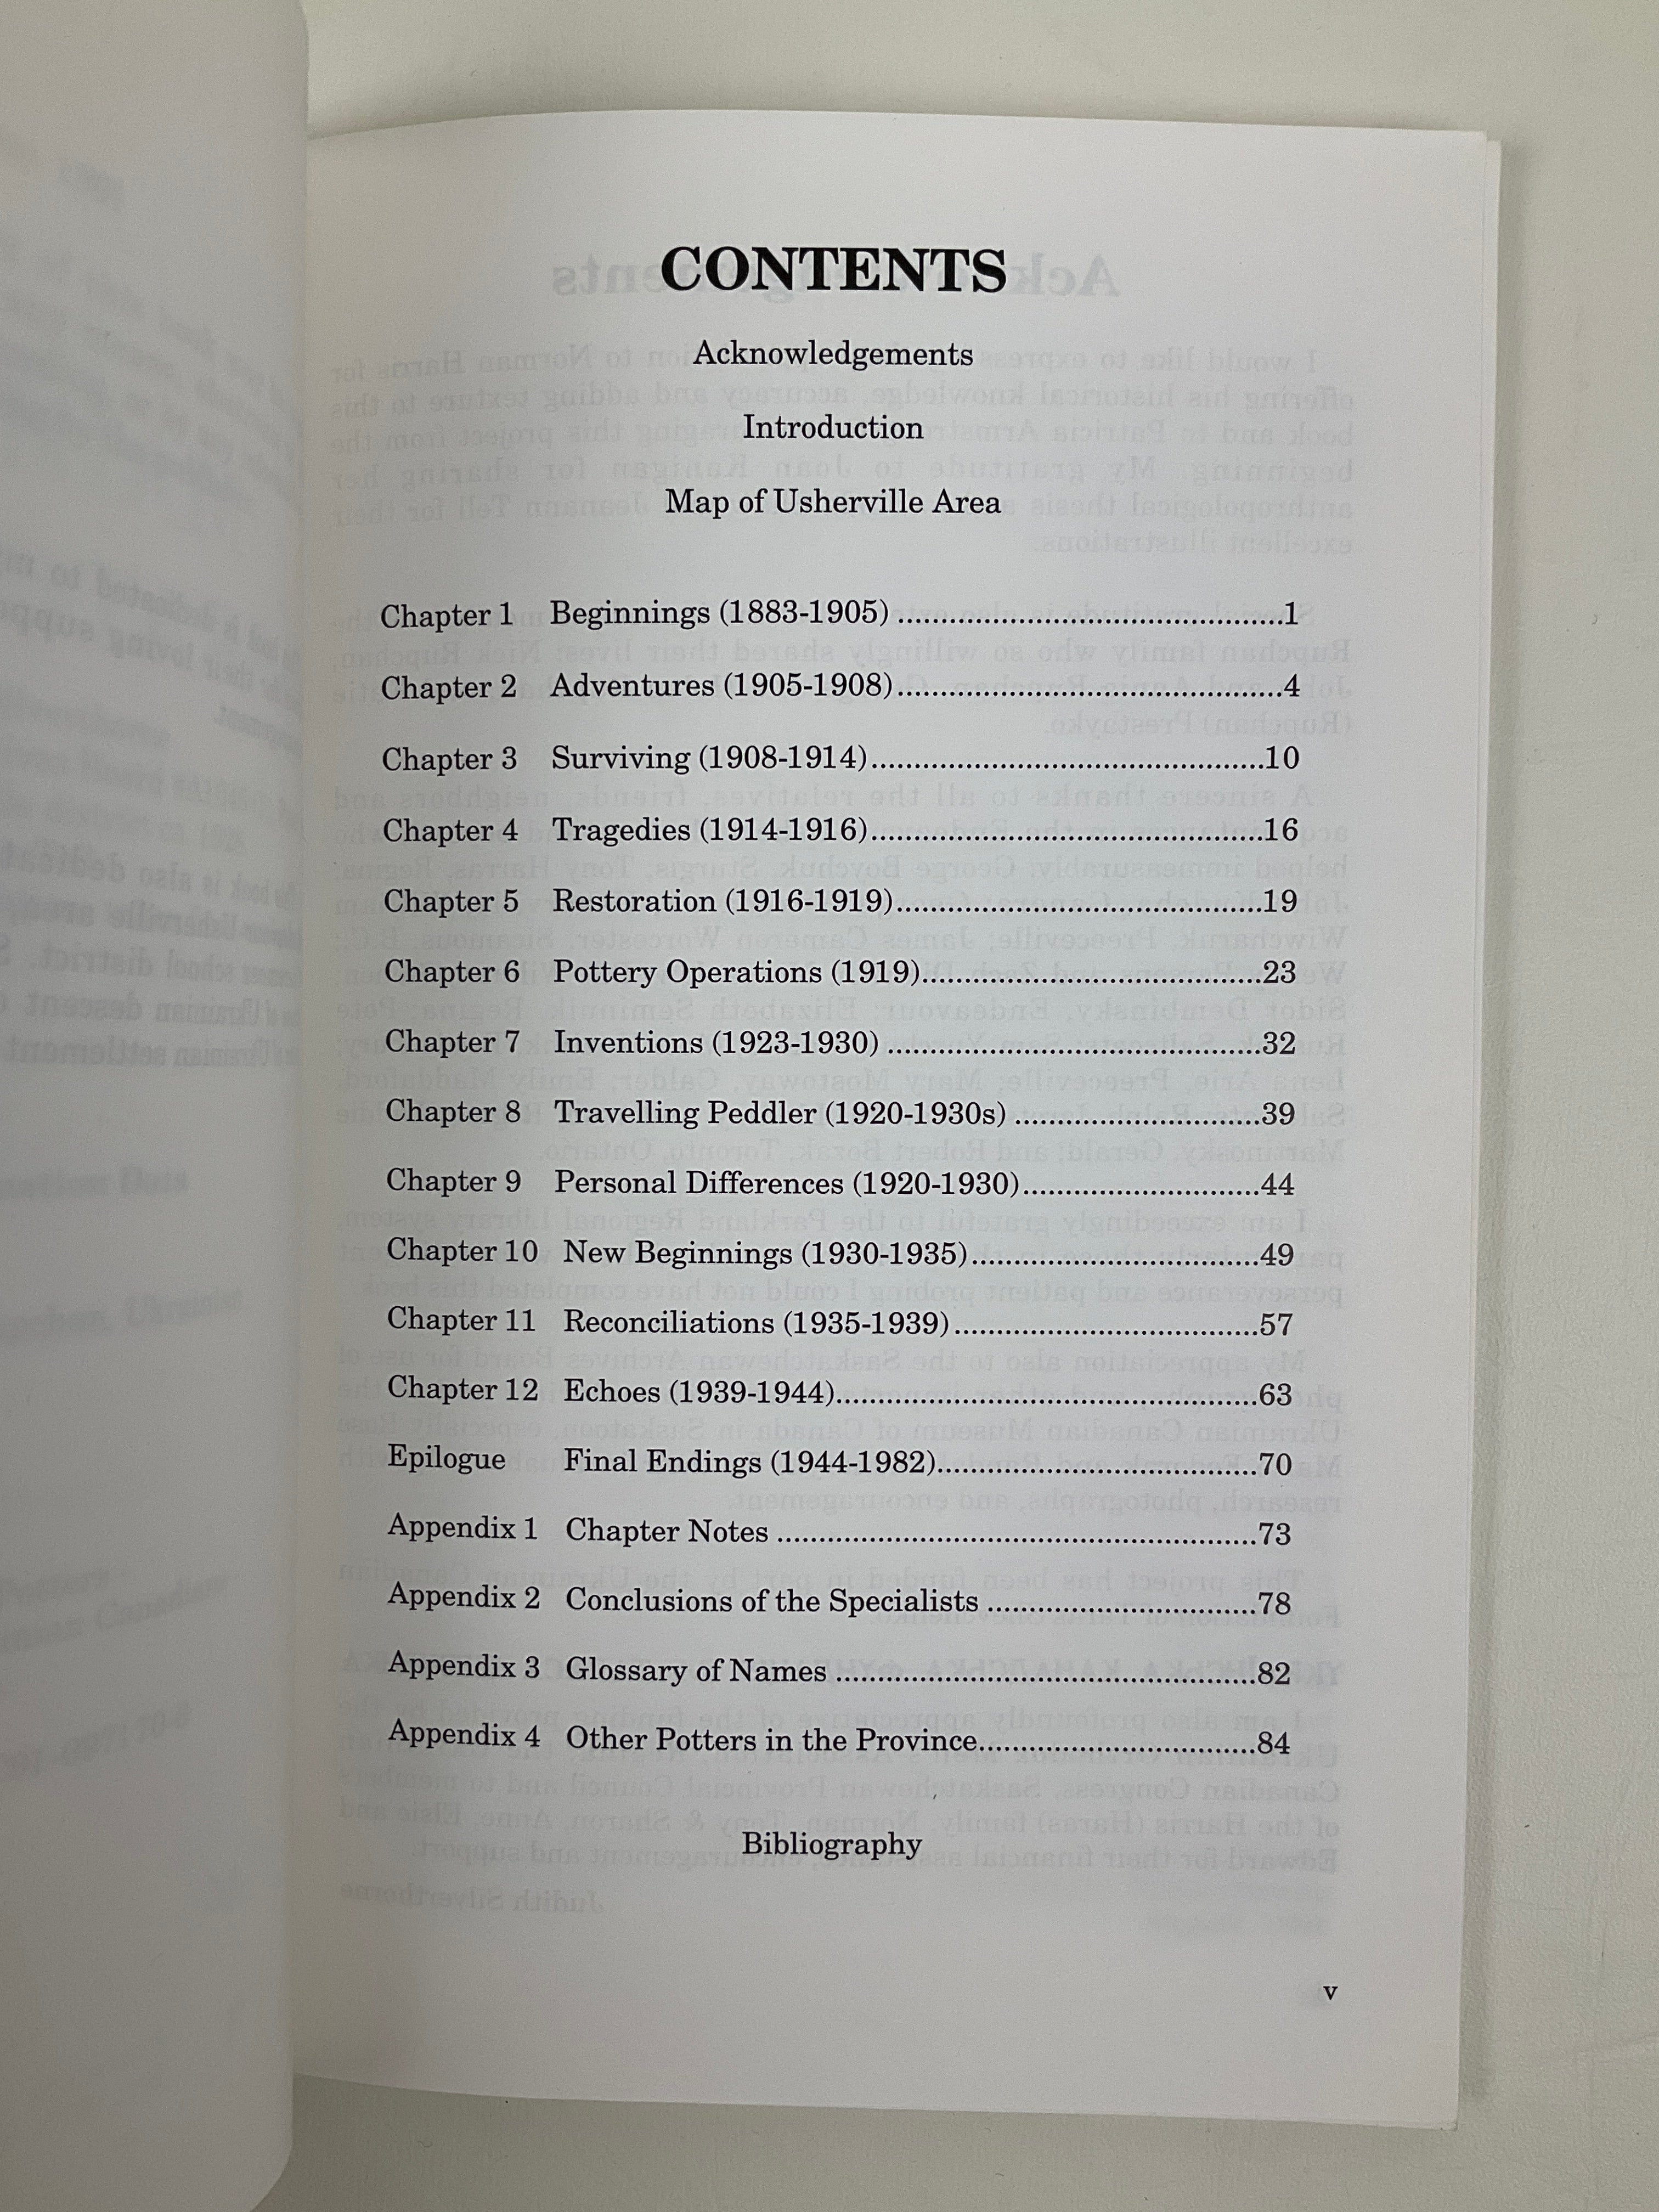 CONTENTS
Acknowledgements
Introduction
Map of Usherville Area
Chapter 1 Beginnings (1883-1905) ............................................1
Chapter 2 Adventures (1905-1908)............................................4
Chapter 3 Surviving (1908-1914).............................................10
Chapter 4 Tragedies (1914-1916).............................................16
Chapter 5 Restoration (1916-1919)..........................................19
Chapter 6 Pottery Operations (1919).......................................23
Chapter 7 Inventions (1923-1930) ...........................................32
Chapter 8 Travelling Peddler (1920-1930s) ............................39
Chapter 9 Personal Differences (1920-1930)...........................44
Chapter 10 New Beginnings (1930-1935).................................49
Chapter 11 Reconciliations (1935-1939)...................................57
Chapter 12 Echoes (1939-1944)................................................63
Epilogue Final Endings (1944-1982).....................................70
Appendix 1 Chapter Notes .......................................................73
Appendix 2 Conclusions of the Specialists ...............................78
Appendix 3 Glossary of Names ................................................82
Appendix 4 Other Potters in the Province................................84
Bibliography
v